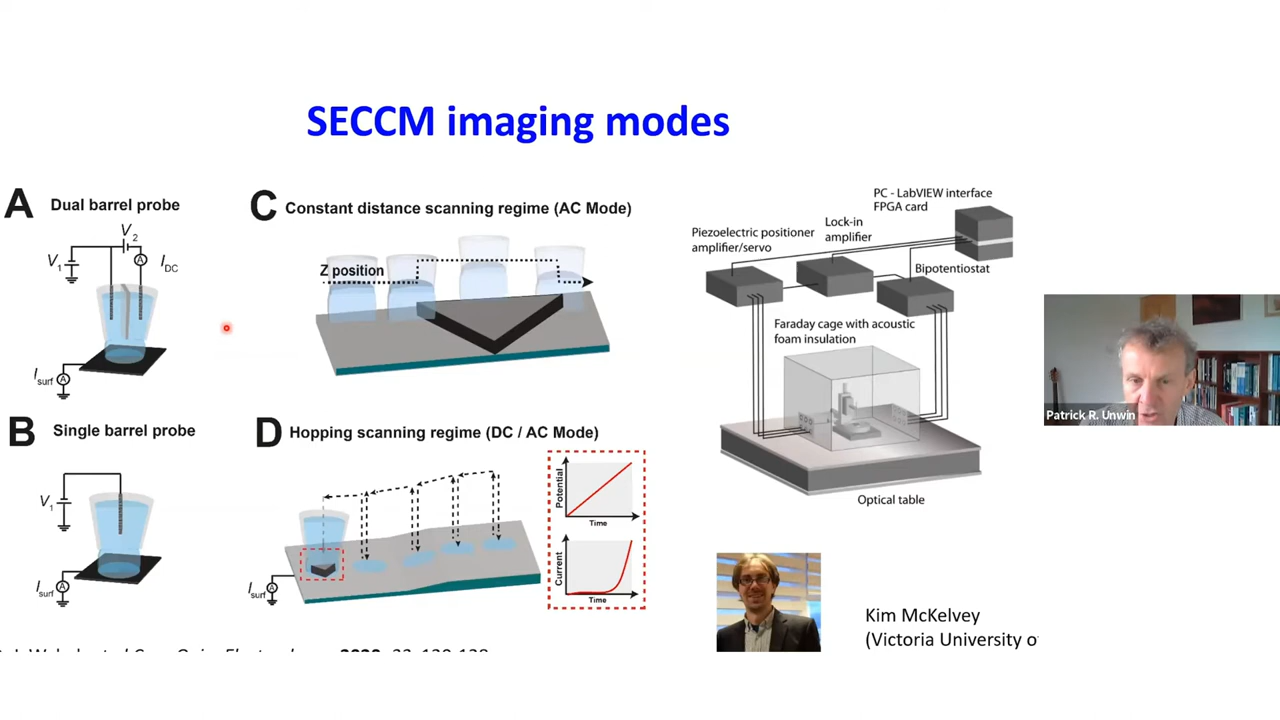 SECCM imaging modes
A
Dual barrel probe
V1
V2
A
IDC
Isurf
A
B
Single barrel probe
V1
Isurf
A
C
Constant distance scanning regime (AC Mode)
Z position
D
Hopping scanning regime (DC / AC Mode)
Isurf
A
Potential
Time
Current
Time
PC - LabVIEW interface
FPGA card
Lock-in
amplifier
Piezoelectric positioner
amplifier/servo
Bipotentiostat
Faraday cage with acoustic
foam insulation
Optical table
Patrick R. Unwin
Kim McKelvey
(Victoria University o